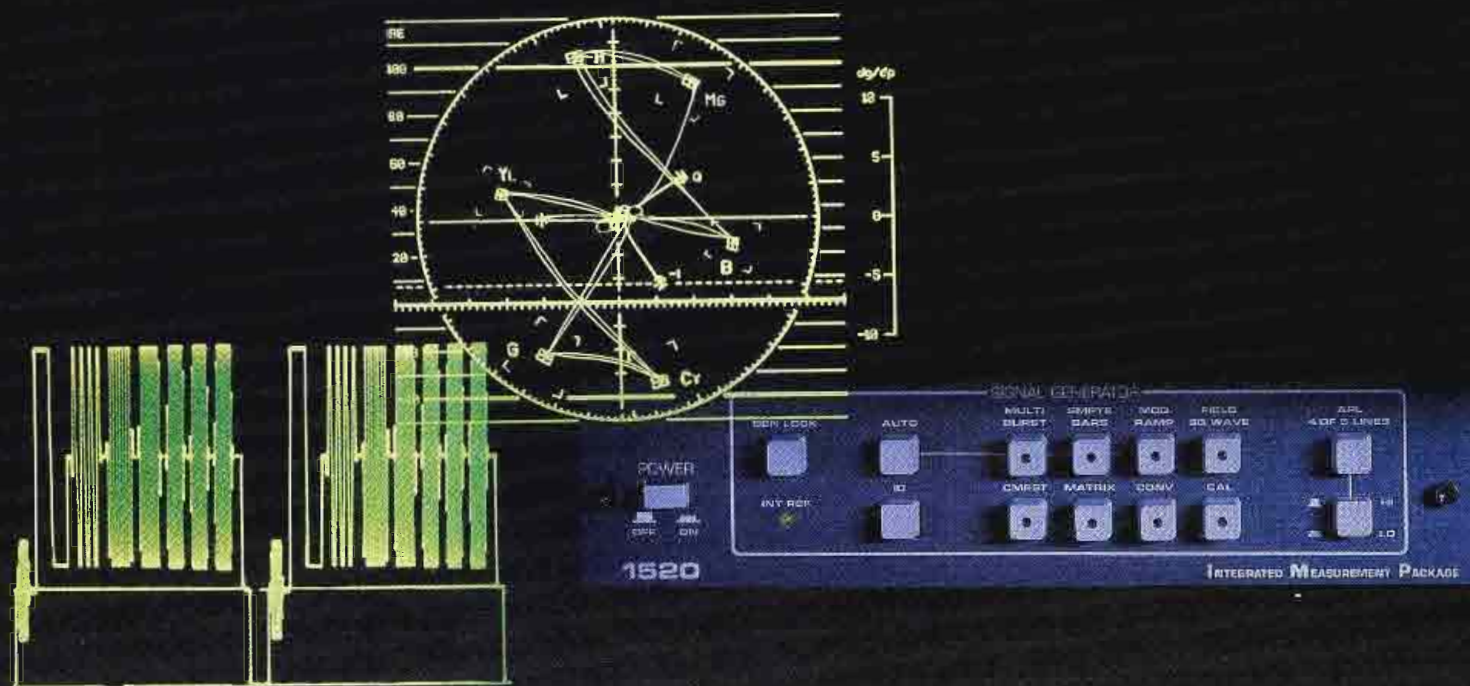 IRE
100
80
60
40
20
R
MG
YL
Q
B
-I
G
CY
dg/dp
10
5
0
-5
-10
SIGNAL GENERATOR
GEN LOCK
AUTO
MULTI BURST
SMPTE BARS
MOD RAMP
FIELD SQ WAVE
APL
4 OF 5 LINES
POWER
OFF ON
INT REF
ID
CMPST
MATRIX
CONV
CAL
HI
LO
1520
INTEGRATED MEASUREMENT PACKAGE